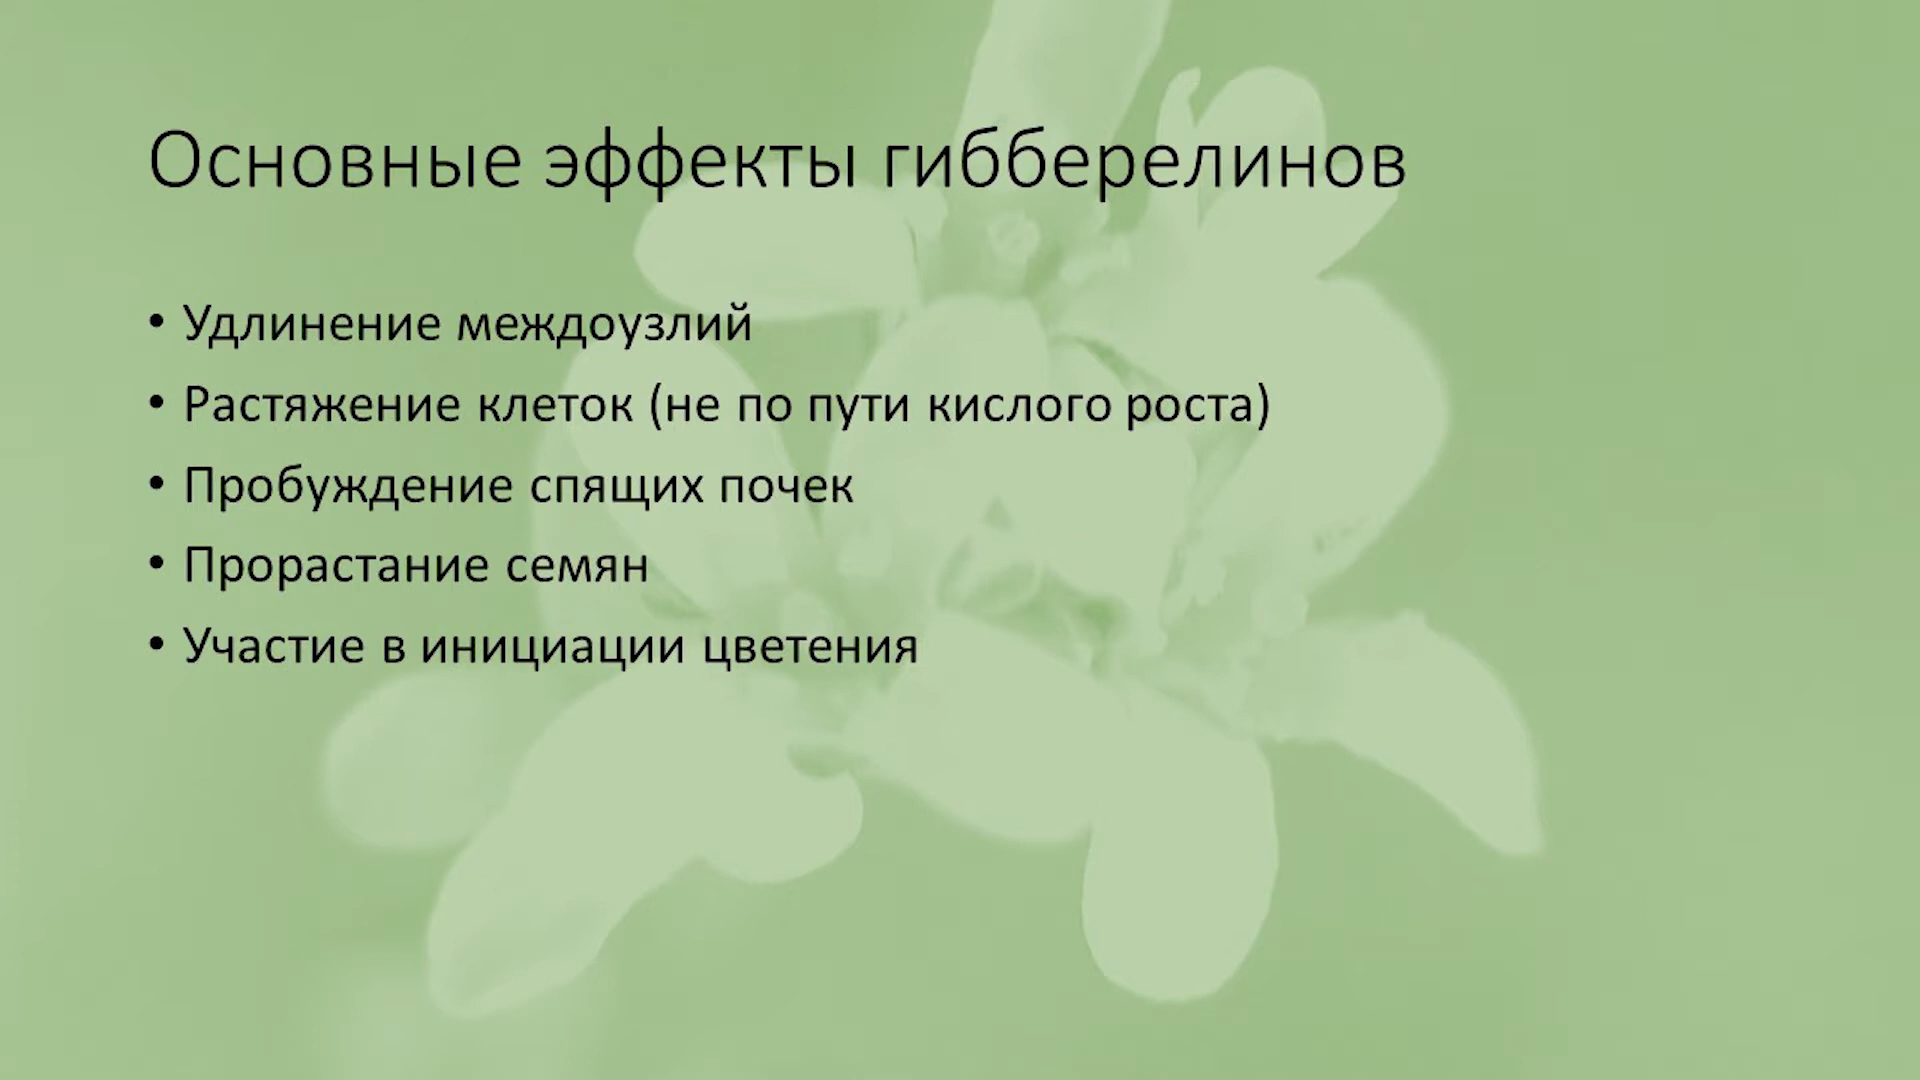 Основные эффекты гибберелинов
• Удлинение междоузлий
• Растяжение клеток (не по пути кислого роста)
• Пробуждение спящих почек
• Прорастание семян
• Участие в инициации цветения